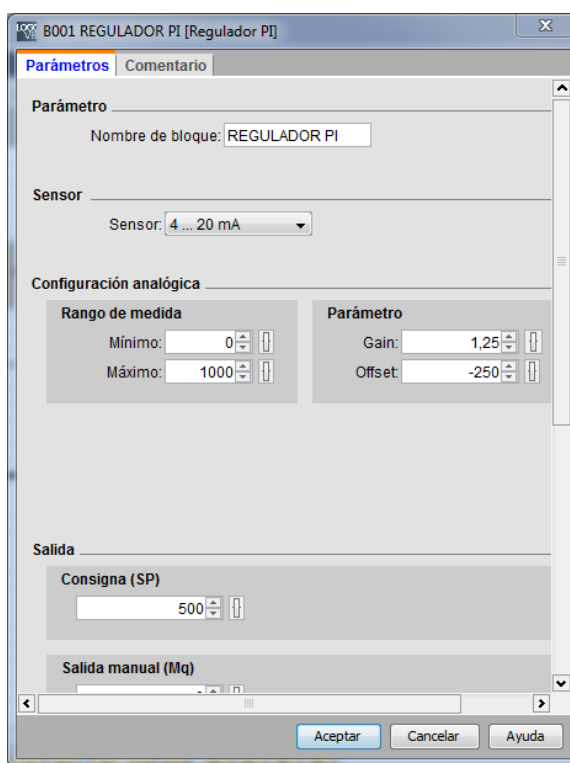 B001 REGULADOR PI [Regulador PI]
Parámetros Comentario
Parámetro
Nombre de bloque: REGULADOR PI
Sensor
Sensor: 4 ... 20 mA
Configuración analógica
Rango de medida Parámetro
Mínimo: 0 Gain: 1,25
Máximo: 1000 Offset: -250
Salida
Consigna (SP)
500
Salida manual (Mq)
Aceptar Cancelar Ayuda